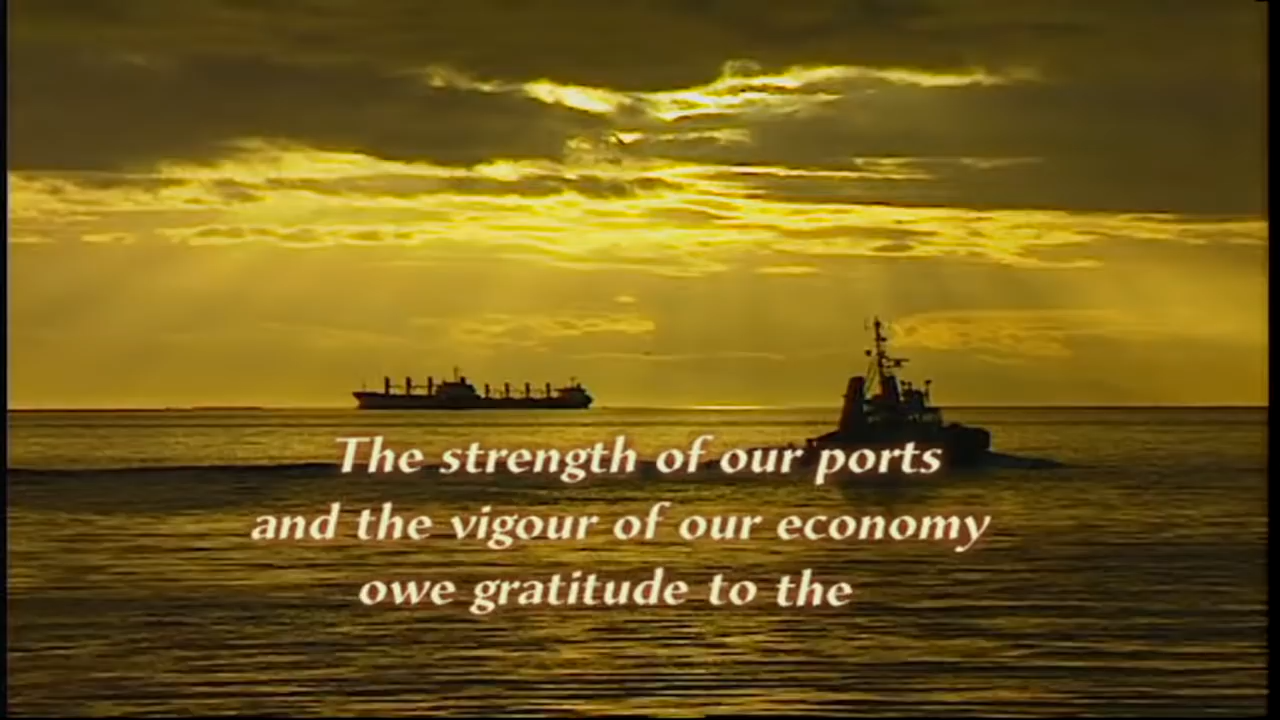 The strength of our ports
and the vigour of our economy
owe gratitude to the